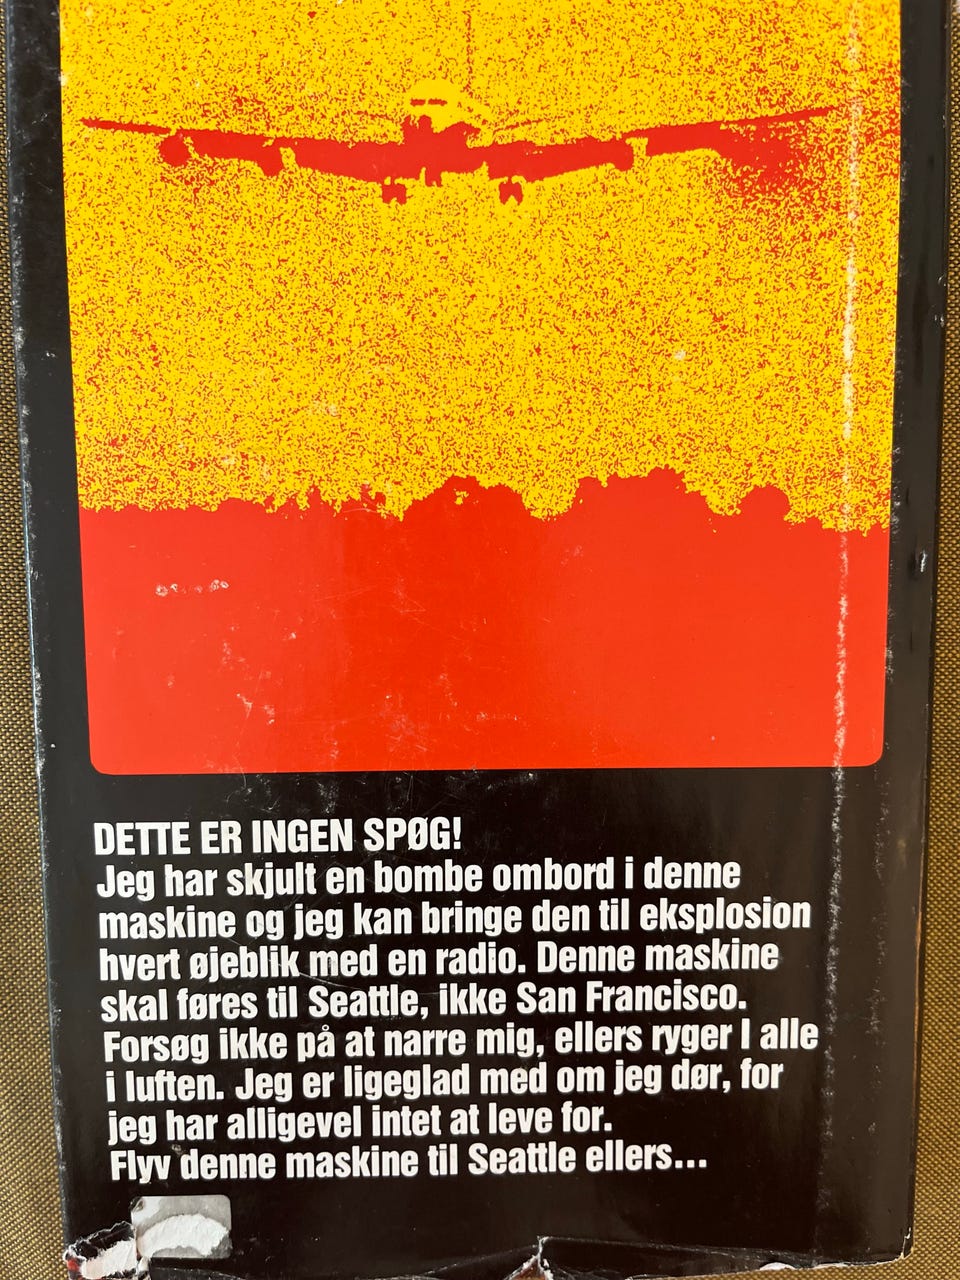 DETTE ER INGEN SPØG!
Jeg har skjult en bombe ombord i denne
maskine og jeg kan bringe den til eksplosion
hvert øjeblik med en radio. Denne maskine
skal føres til Seattle, ikke San Francisco.
Forsøg ikke på at narre mig, ellers ryger I alle
i luften. Jeg er ligeglad med om jeg dør, for
jeg har alligevel intet at leve for.
Flyv denne maskine til Seattle ellers...